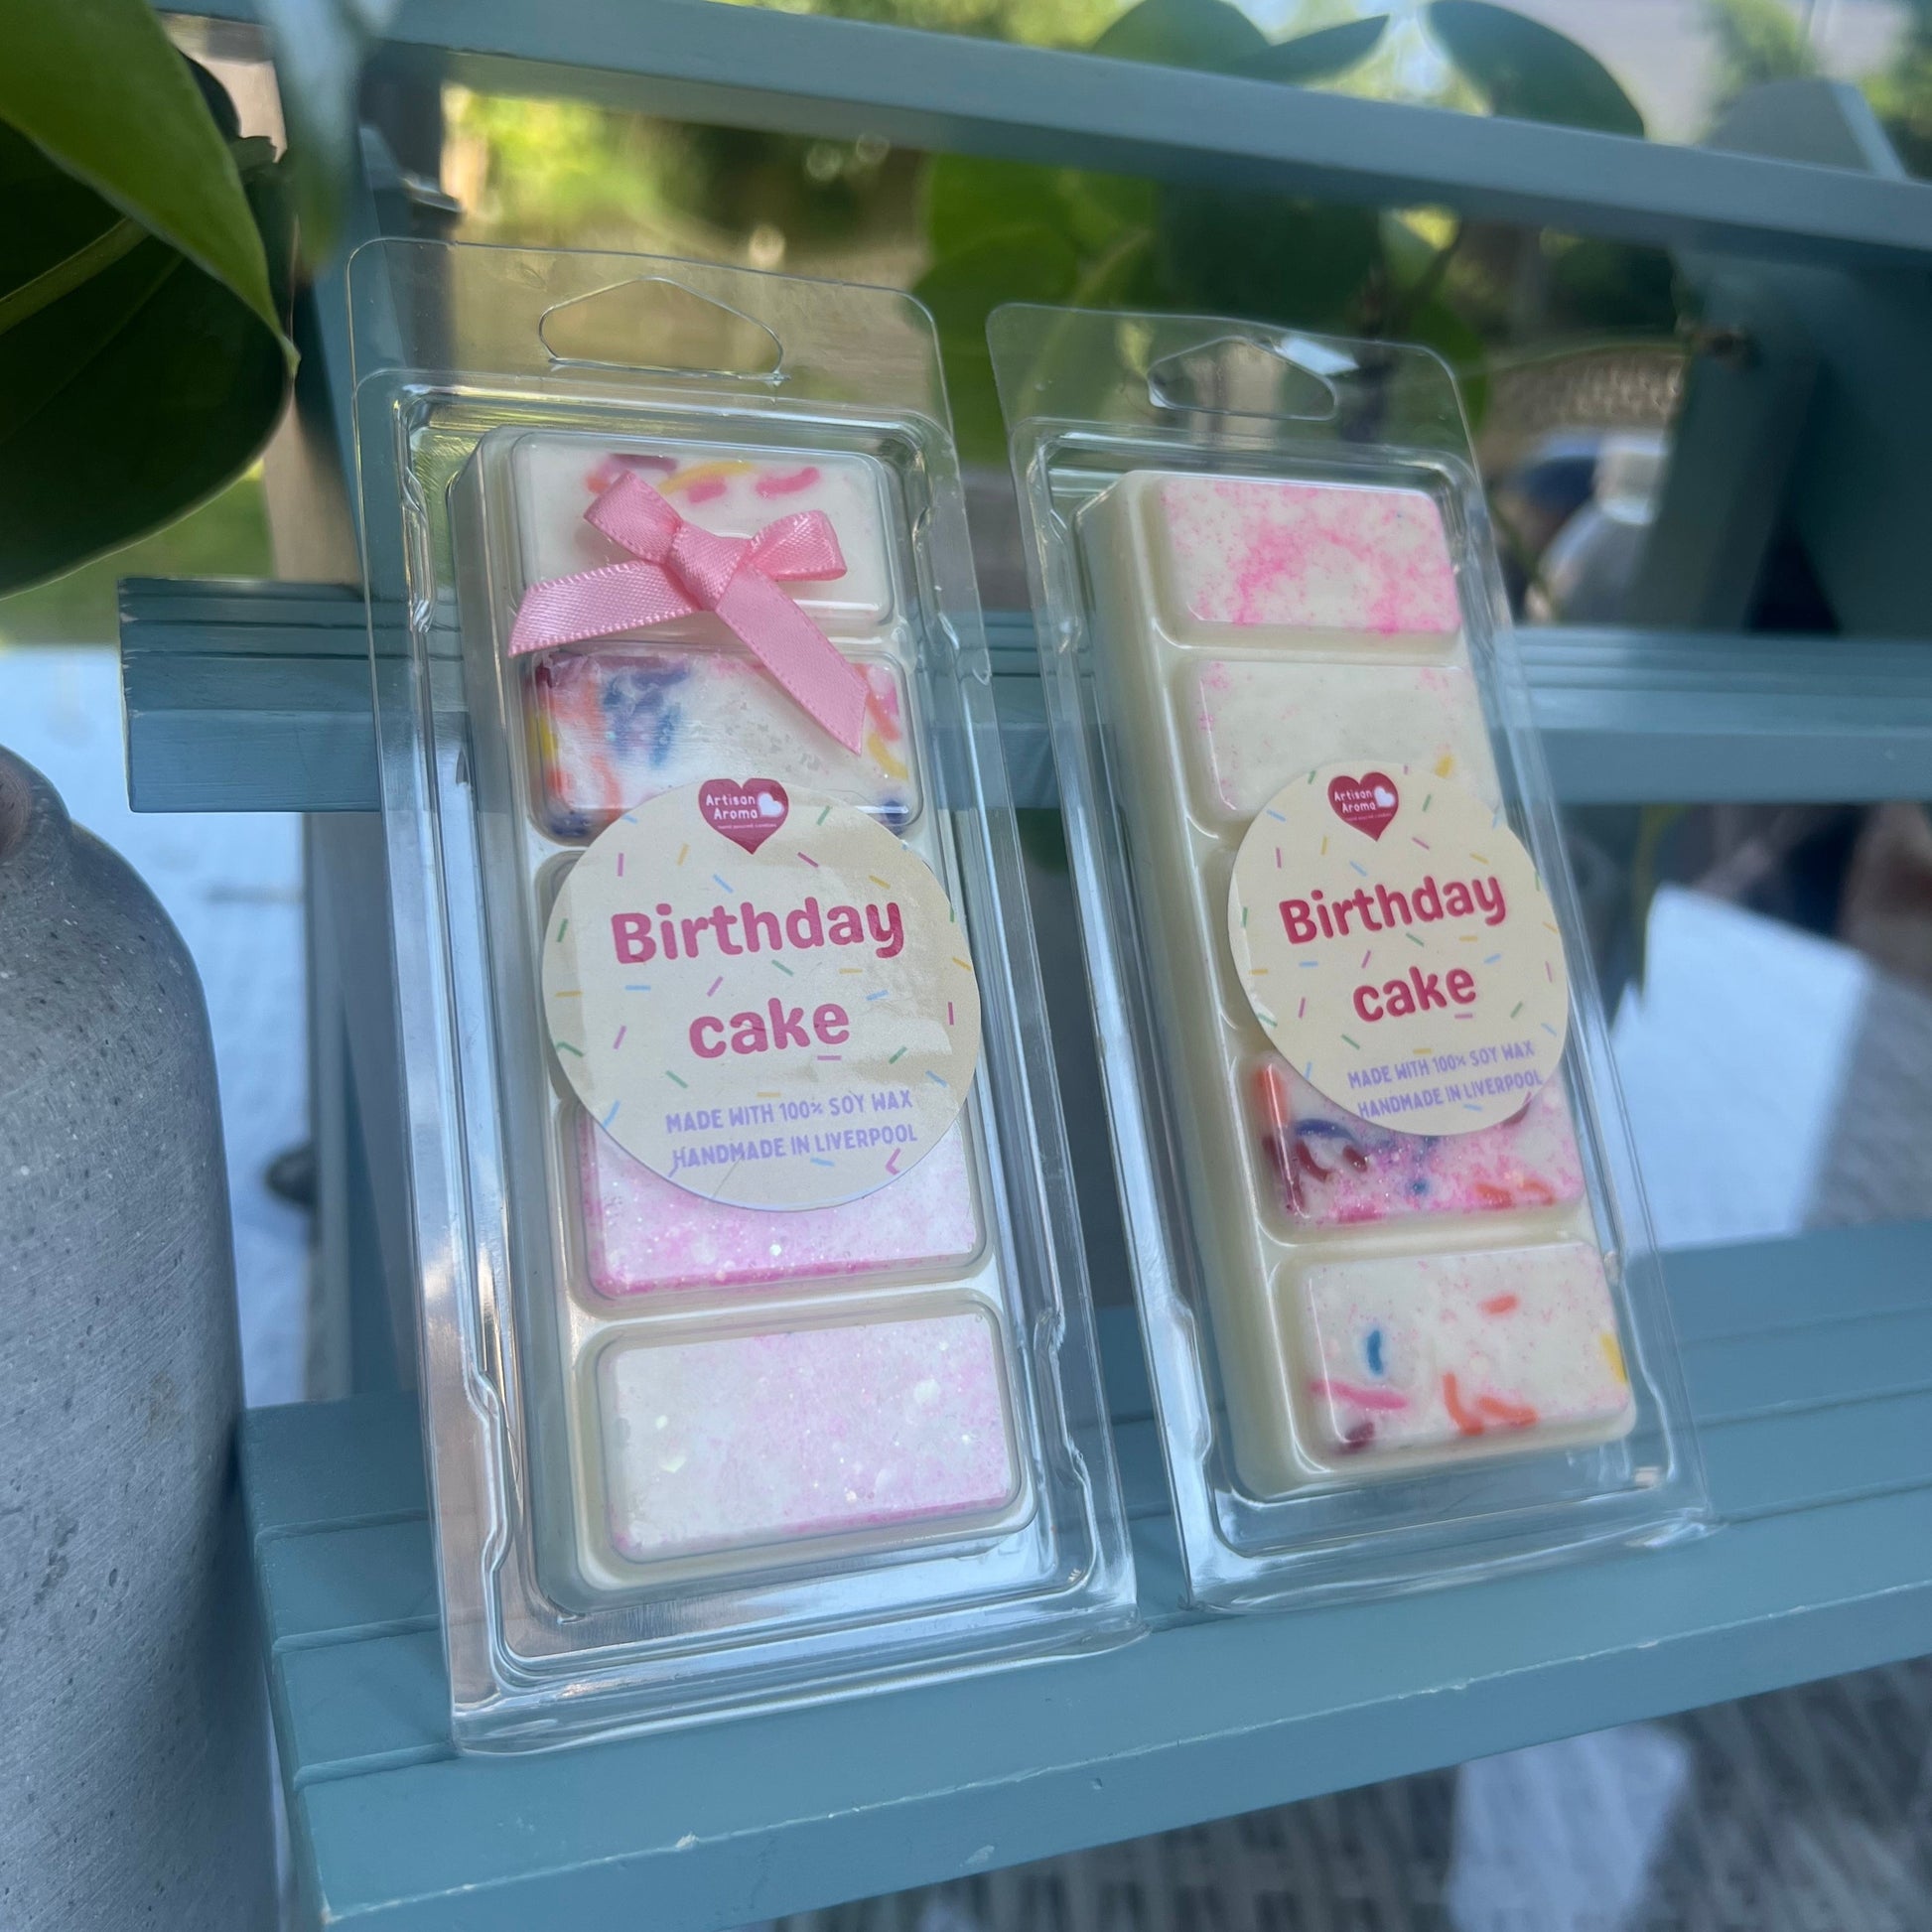 Artisan
Aroma
Birthday
cake
MADE WITH 100% SOY WAX
HANDMADE IN LIVERPOOL
Artisan
Aroma
Birthday
cake
MADE WITH 100% SOY WAX
HANDMADE IN LIVERPOOL